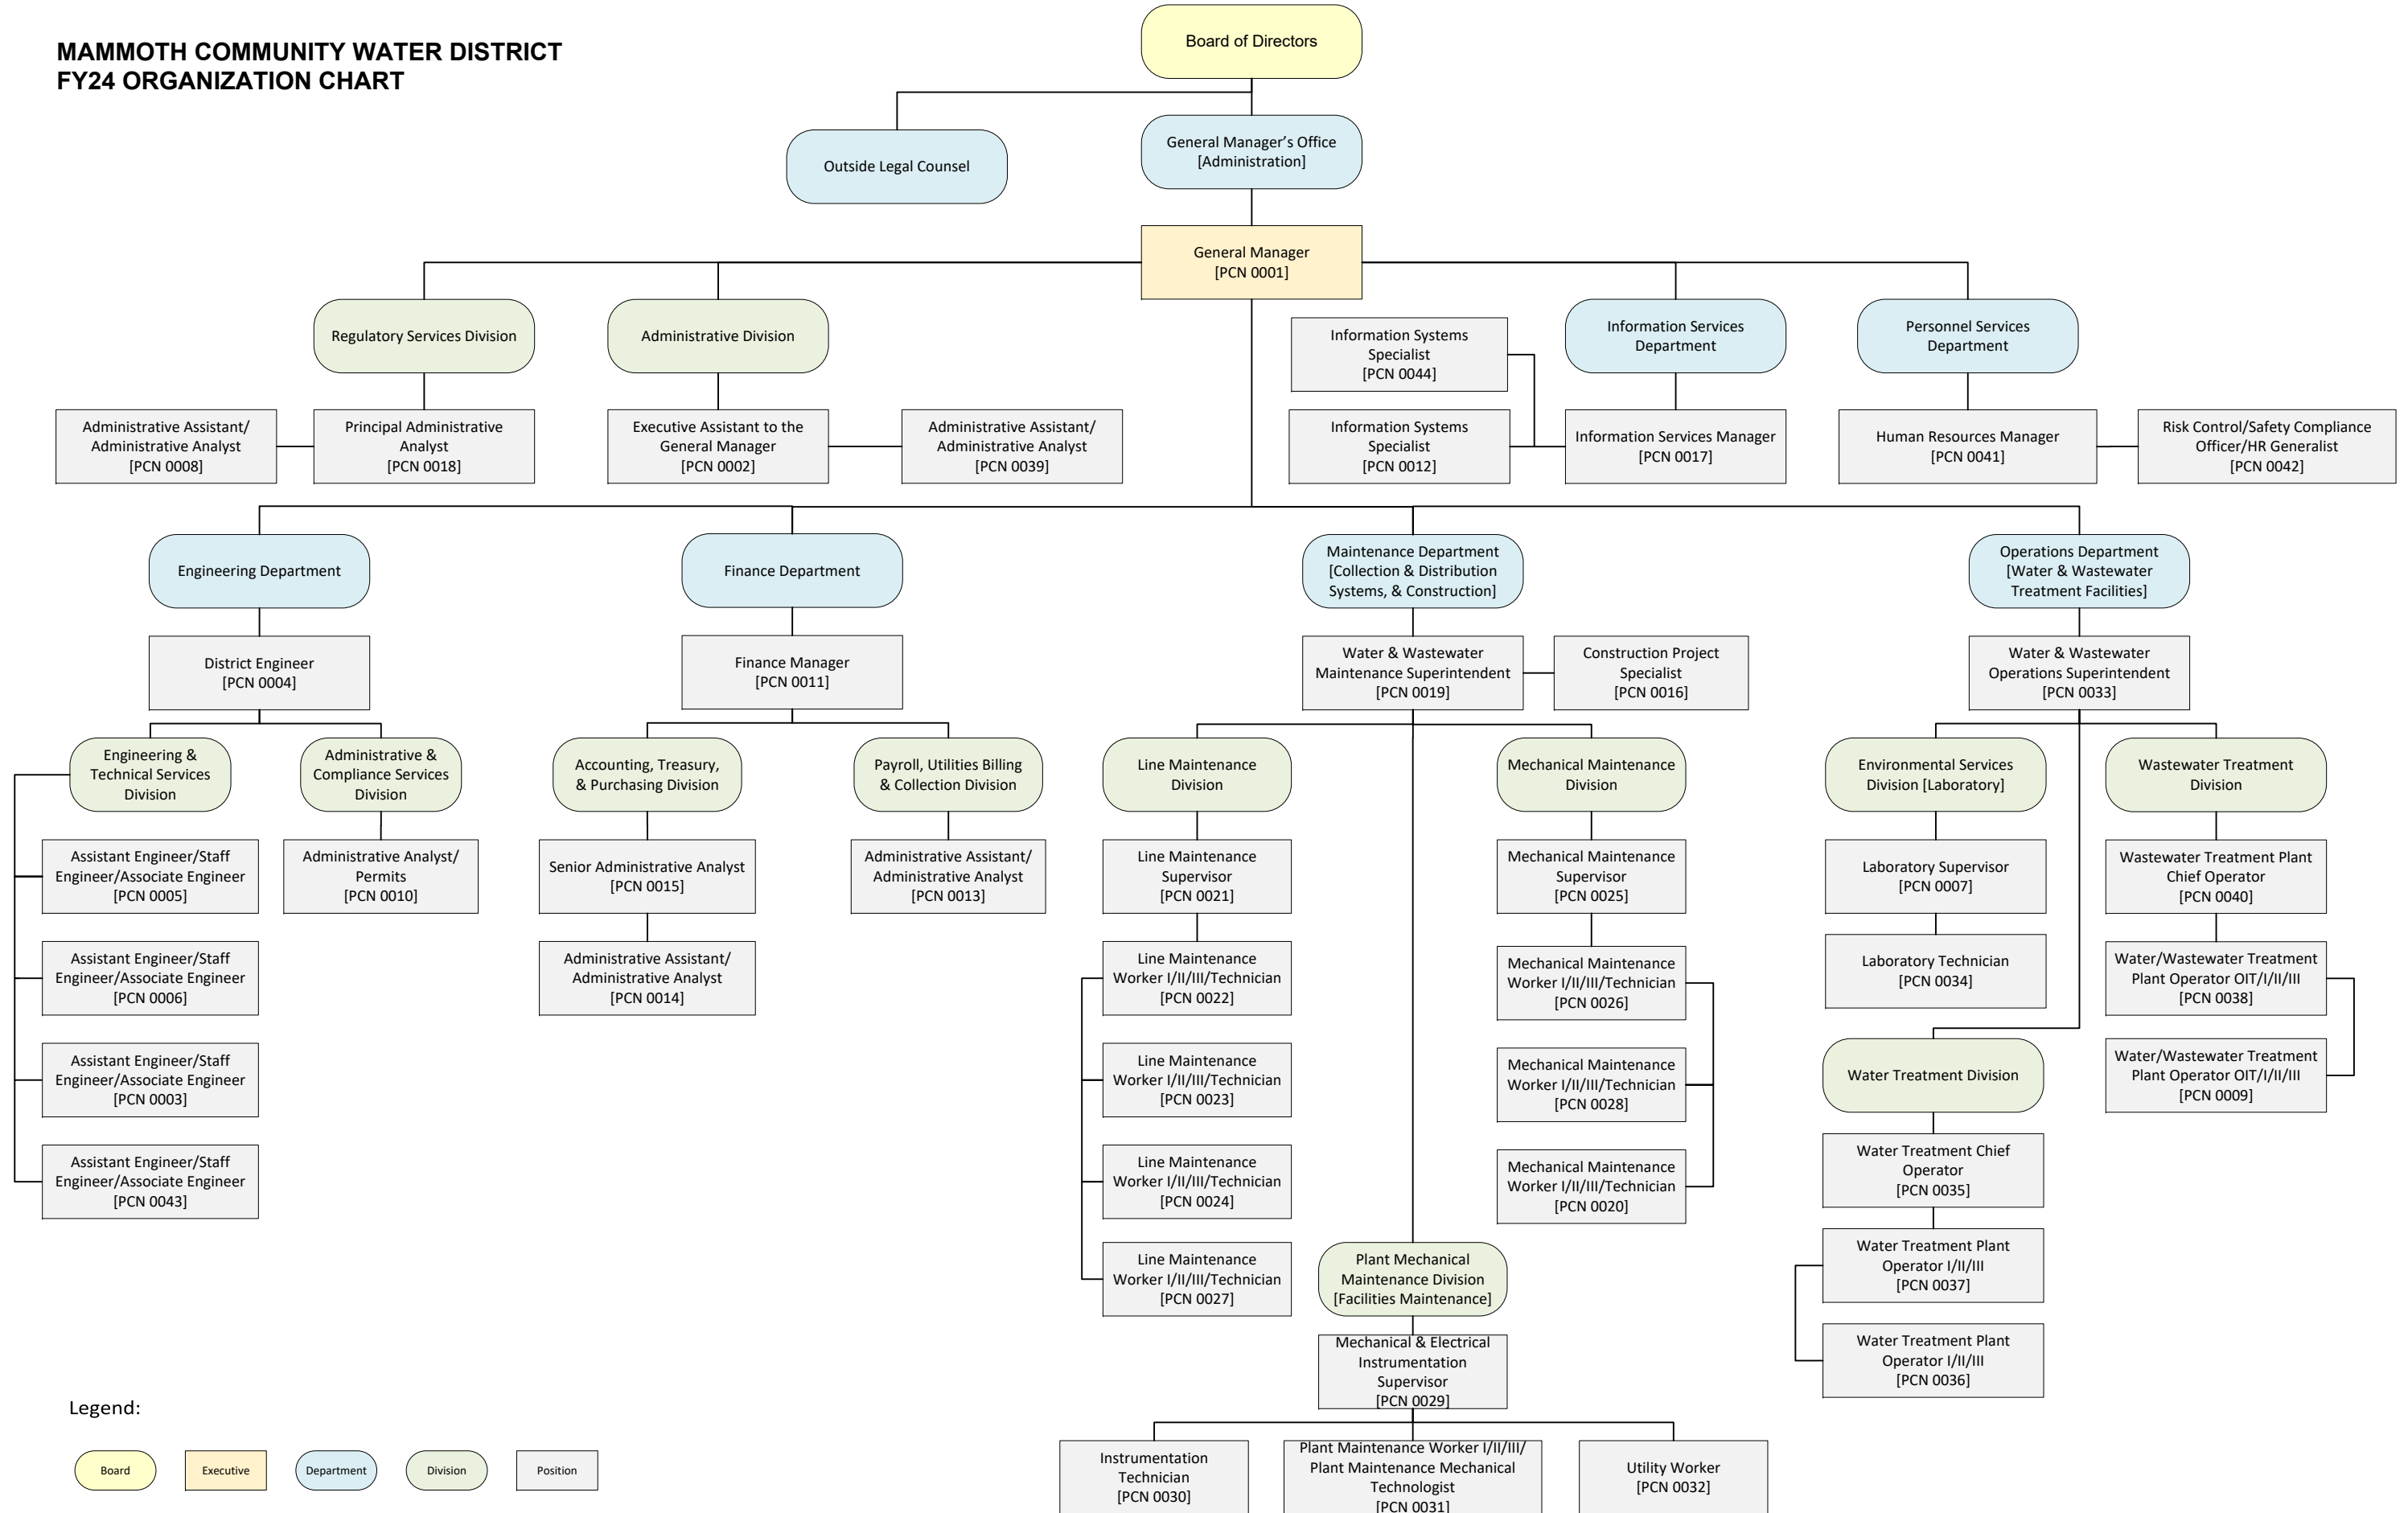 MAMMOTH COMMUNITY WATER DISTRICT
FY24 ORGANIZATION CHART
Board of Directors
Outside Legal Counsel
General Manager’s Office
[Administration]
General Manager
[PCN 0001]
Regulatory Services Division
Administrative Division
Information Systems
Specialist
[PCN 0044]
Information Services
Department
Personnel Services
Department
Administrative Assistant/
Administrative Analyst
[PCN 0008]
Principal Administrative
Analyst
[PCN 0018]
Executive Assistant to the
General Manager
[PCN 0002]
Administrative Assistant/
Administrative Analyst
[PCN 0039]
Information Systems
Specialist
[PCN 0012]
Information Services Manager
[PCN 0017]
Human Resources Manager
[PCN 0041]
Risk Control/Safety Compliance
Officer/HR Generalist
[PCN 0042]
Engineering Department
Finance Department
Maintenance Department
[Collection & Distribution
Systems, & Construction]
Operations Department
[Water & Wastewater
Treatment Facilities]
District Engineer
[PCN 0004]
Finance Manager
[PCN 0011]
Water & Wastewater
Maintenance Superintendent
[PCN 0019]
Construction Project
Specialist
[PCN 0016]
Water & Wastewater
Operations Superintendent
[PCN 0033]
Engineering &
Technical Services
Division
Administrative &
Compliance Services
Division
Accounting, Treasury,
& Purchasing Division
Payroll, Utilities Billing
& Collection Division
Line Maintenance
Division
Mechanical Maintenance
Division
Environmental Services
Division [Laboratory]
Wastewater Treatment
Division
Assistant Engineer/Staff
Engineer/Associate Engineer
[PCN 0005]
Administrative Analyst/
Permits
[PCN 0010]
Senior Administrative Analyst
[PCN 0015]
Administrative Assistant/
Administrative Analyst
[PCN 0013]
Line Maintenance
Supervisor
[PCN 0021]
Mechanical Maintenance
Supervisor
[PCN 0025]
Laboratory Supervisor
[PCN 0007]
Wastewater Treatment Plant
Chief Operator
[PCN 0040]
Assistant Engineer/Staff
Engineer/Associate Engineer
[PCN 0006]
Administrative Assistant/
Administrative Analyst
[PCN 0014]
Line Maintenance
Worker I/II/III/Technician
[PCN 0022]
Mechanical Maintenance
Worker I/II/III/Technician
[PCN 0026]
Laboratory Technician
[PCN 0034]
Water/Wastewater Treatment
Plant Operator OIT/I/II/III
[PCN 0038]
Assistant Engineer/Staff
Engineer/Associate Engineer
[PCN 0003]
Line Maintenance
Worker I/II/III/Technician
[PCN 0023]
Mechanical Maintenance
Worker I/II/III/Technician
[PCN 0028]
Water Treatment Division
Water/Wastewater Treatment
Plant Operator OIT/I/II/III
[PCN 0009]
Assistant Engineer/Staff
Engineer/Associate Engineer
[PCN 0043]
Line Maintenance
Worker I/II/III/Technician
[PCN 0024]
Mechanical Maintenance
Worker I/II/III/Technician
[PCN 0020]
Water Treatment Chief
Operator
[PCN 0035]
Line Maintenance
Worker I/II/III/Technician
[PCN 0027]
Plant Mechanical
Maintenance Division
[Facilities Maintenance]
Water Treatment Plant
Operator I/II/III
[PCN 0037]
Mechanical & Electrical
Instrumentation
Supervisor
[PCN 0029]
Water Treatment Plant
Operator I/II/III
[PCN 0036]
Instrumentation
Technician
[PCN 0030]
Plant Maintenance Worker I/II/III/
Plant Maintenance Mechanical
Technologist
[PCN 0031]
Utility Worker
[PCN 0032]
Legend:
Board
Executive
Department
Division
Position